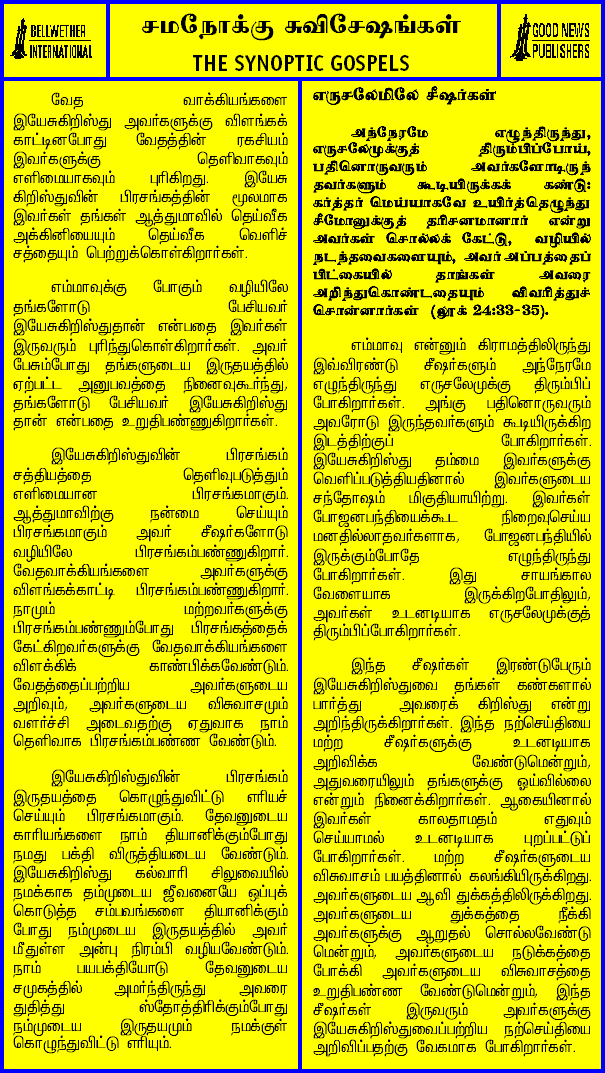 BELLWETHER
INTERNATIONAL
சமநோக்கு சுவிசேஷங்கள்
THE SYNOPTIC GOSPELS
GOOD NEWS
PUBLISHERS
வேத வாக்கியங்களை
இயேசுகிறிஸ்து அவர்களுக்கு விளங்கக்
காட்டினபோது வேதத்தின் ரகசியம்
இவர்களுக்கு தெளிவாகவும்
எளிமையாகவும் புரிகிறது. இயேசு
கிறிஸ்துவின் பிரசங்கத்தின் மூலமாக
இவர்கள் தங்கள் ஆத்துமாவில் தெய்வீக
அக்கினியையும் தெய்வீக வெளிச்
சத்தையும் பெற்றுக்கொள்கிறார்கள்.
எம்மாவுக்கு போகும் வழியிலே
தங்களோடு பேசியவர்
இயேசுகிறிஸ்துதான் என்பதை இவர்கள்
இருவரும் புரிந்துகொள்கிறார்கள். அவர்
பேசும்போது தங்களுடைய இருதயத்தில்
ஏற்பட்ட அனுபவத்தை நினைவுகூர்ந்து,
தங்களோடு பேசியவர் இயேசுகிறிஸ்து
தான் என்பதை உறுதிபண்ணுகிறார்கள்.
இயேசுகிறிஸ்துவின் பிரசங்கம்
சத்தியத்தை தெளிவுபடுத்தும்
எளிமையான பிரசங்கமாகும்.
ஆத்துமாவிற்கு நன்மை செய்யும்
பிரசங்கமாகும் அவர் சீஷர்களோடு
வழியிலே பிரசங்கம்பண்ணுகிறார்.
வேதவாக்கியங்களை அவர்களுக்கு
விளங்கக்காட்டி பிரசங்கம்பண்ணுகிறார்.
நாமும் மற்றவர்களுக்கு
பிரசங்கம்பண்ணும்போது பிரசங்கத்தைக்
கேட்கிறவர்களுக்கு வேதவாக்கியங்களை
விளக்கிக் காண்பிக்கவேண்டும்.
வேதத்தைப்பற்றிய அவர்களுடைய
அறிவும், அவர்களுடைய விசுவாசமும்
வளர்ச்சி அடைவதற்கு ஏதுவாக நாம்
தெளிவாக பிரசங்கம்பண்ண வேண்டும்.
இயேசுகிறிஸ்துவின் பிரசங்கம்
இருதயத்தை கொழுந்துவிட்டு எரியச்
செய்யும் பிரசங்கமாகும். தேவனுடைய
காரியங்களை நாம் தியானிக்கும்போது
நமது பக்தி விருத்தியடைய வேண்டும்.
இயேசுகிறிஸ்து கல்வாரி சிலுவையில்
நமக்காக தம்முடைய ஜீவனையே ஒப்புக்
கொடுத்த சம்பவங்களை தியானிக்கும்
போது நம்முடைய இருதயத்தில் அவர்
மீதுள்ள அன்பு நிரம்பி வழியவேண்டும்.
நாம் பயபக்தியோடு தேவனுடைய
சமுகத்தில் அமர்ந்திருந்து அவரை
துதித்து ஸ்தோத்திரிக்கும்போது
நம்முடைய இருதயமும் நமக்குள்
கொழுந்துவிட்டு எரியும்.
எருசலேமிலே சீஷர்கள்
அந்நேரமே எழுந்திருந்து,
எருசலேமுக்குத் திரும்பிப்போய்,
பதினொருவரும் அவர்களோடிருந்
தவர்களும் கூடியிருக்கக் கண்டு:
கர்த்தர் மெய்யாகவே உயிர்த்தெழுந்து
சீமோனுக்குத் தரிசனமானார் என்று
அவர்கள் சொல்லக் கேட்டு, வழியில்
நடந்தவைகளையும், அவர் அப்பத்தைப்
பிட்கையில் தாங்கள் அவரை
அறிந்துகொண்டதையும் விவரித்துச்
சொன்னார்கள் (லூக் 24:33-35).
எம்மாவு என்னும் கிராமத்திலிருந்து
இவ்விரண்டு சீஷர்களும் அந்நேரமே
எழுந்திருந்து எருசலேமுக்கு திரும்பிப்
போகிறார்கள். அங்கு பதினொருவரும்
அவரோடு இருந்தவர்களும் கூடியிருக்கிற
இடத்திற்குப் போகிறார்கள்.
இயேசுகிறிஸ்து தம்மை இவர்களுக்கு
வெளிப்படுத்தியதினால் இவர்களுடைய
சந்தோஷம் மிகுதியாயிற்று. இவர்கள்
போஜனபந்தியைக்கூட நிறைவுசெய்ய
மனதில்லாதவர்களாக, போஜனபந்தியில்
இருக்கும்போதே எழுந்திருந்து
போகிறார்கள். இது சாயங்கால
வேளையாக இருக்கிறபோதிலும்,
அவர்கள் உடனடியாக எருசலேமுக்குத்
திரும்பிப்போகிறார்கள்.
இந்த சீஷர்கள் இரண்டுபேரும்
இயேசுகிறிஸ்துவை தங்கள் கண்களால்
பார்த்து அவரைக் கிறிஸ்து என்று
அறிந்திருக்கிறார்கள். இந்த நற்செய்தியை
மற்ற சீஷர்களுக்கு உடனடியாக
அறிவிக்க வேண்டுமென்றும்,
அதுவரையிலும் தங்களுக்கு ஓய்வில்லை
என்றும் நினைக்கிறார்கள். ஆகையினால்
இவர்கள் காலதாமதம் எதுவும்
செய்யாமல் உடனடியாக புறப்பட்டுப்
போகிறார்கள். மற்ற சீஷர்களுடைய
விசுவாசம் பயத்தினால் கலங்கியிருக்கிறது.
அவர்களுடைய ஆவி துக்கத்திலிருக்கிறது.
அவர்களுடைய துக்கத்தை நீக்கி
அவர்களுக்கு ஆறுதல் சொல்லவேண்டு
மென்றும், அவர்களுடைய நடுக்கத்தை
போக்கி அவர்களுடைய விசுவாசத்தை
உறுதிபண்ண வேண்டுமென்றும், இந்த
சீஷர்கள் இருவரும் அவர்களுக்கு
இயேசுகிறிஸ்துவைப்பற்றிய நற்செய்தியை
அறிவிப்பதற்கு வேகமாக போகிறார்கள்.